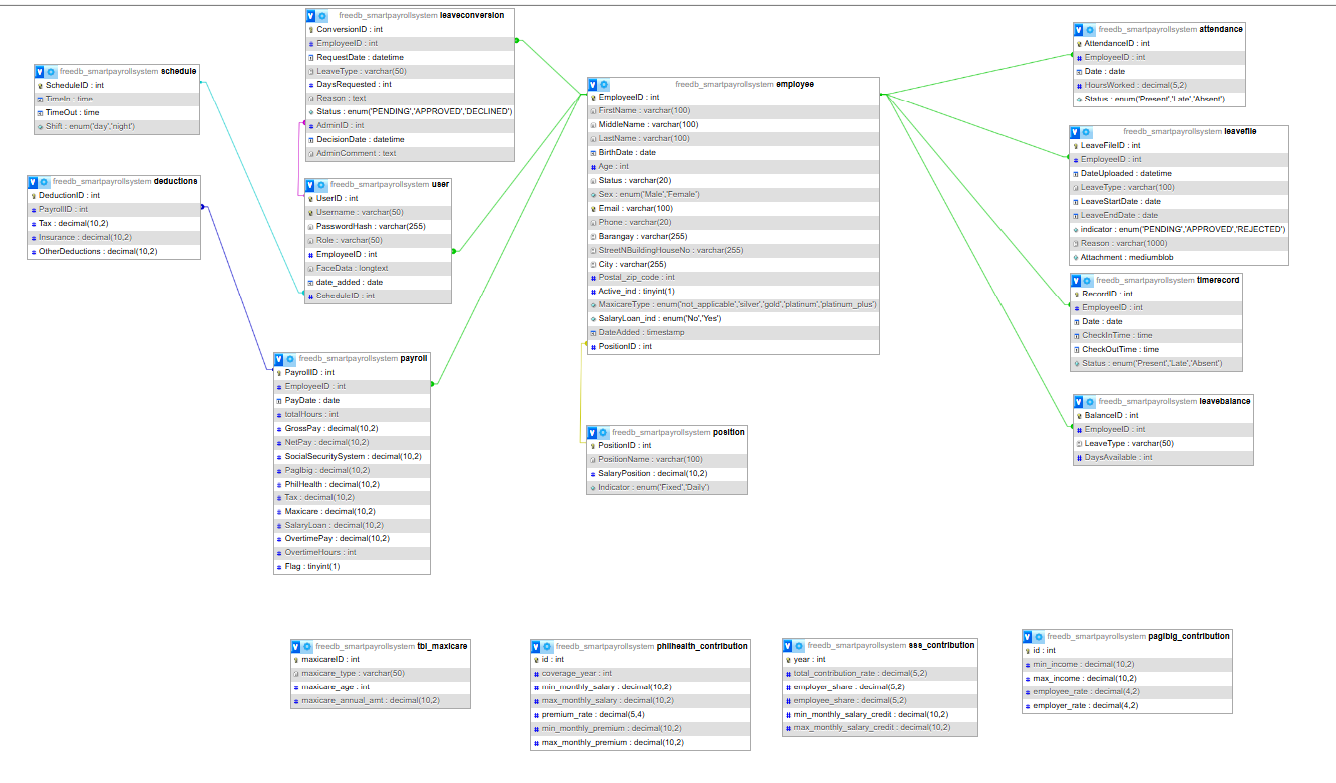 freedb_smartpayrollsystem leaveconversion
ConversionID : int
EmployeeID : int
RequestDate : datetime
LeaveType : varchar(50)
DaysRequested : int
Reason : text
Status : enum('PENDING','APPROVED','DECLINED')
AdminID : int
DecisionDate : datetime
AdminComment : text
freedb_smartpayrollsystem schedule
ScheduleID : int
TimeIn : time
TimeOut : time
Shift : enum('day','night')
freedb_smartpayrollsystem deductions
DeductionID : int
PayrollID : int
Tax : decimal(10,2)
Insurance : decimal(10,2)
OtherDeductions : decimal(10,2)
freedb_smartpayrollsystem user
UserID : int
Username : varchar(50)
PasswordHash : varchar(255)
Role : varchar(50)
EmployeeID : int
FaceData : longtext
date_added : date
ScheduleID : int
freedb_smartpayrollsystem payroll
PayrollID : int
EmployeeID : int
PayDate : date
totalHours : int
GrossPay : decimal(10,2)
NetPay : decimal(10,2)
SocialSecuritySystem : decimal(10,2)
PagIbig : decimal(10,2)
PhilHealth : decimal(10,2)
Tax : decimal(10,2)
Maxicare : decimal(10,2)
SalaryLoan : decimal(10,2)
OvertimePay : decimal(10,2)
OvertimeHours : int
Flag : tinyint(1)
freedb_smartpayrollsystem employee
EmployeeID : int
FirstName : varchar(100)
MiddleName : varchar(100)
LastName : varchar(100)
BirthDate : date
Age : int
Status : varchar(20)
Sex : enum('Male','Female')
Email : varchar(100)
Phone : varchar(20)
Barangay : varchar(255)
StreetNBuildingHouseNo : varchar(255)
City : varchar(255)
Postal_zip_code : int
Active_ind : tinyint(1)
MaxicareType : enum('not_applicable','silver','gold','platinum','platinum_plus')
SalaryLoan_ind : enum('No','Yes')
DateAdded : timestamp
PositionID : int
freedb_smartpayrollsystem position
PositionID : int
PositionName : varchar(100)
SalaryPosition : decimal(10,2)
Indicator : enum('Fixed','Daily')
freedb_smartpayrollsystem attendance
AttendanceID : int
EmployeeID : int
Date : date
HoursWorked : decimal(5,2)
Status : enum('Present','Late','Absent')
freedb_smartpayrollsystem leavefile
LeaveFileID : int
EmployeeID : int
DateUploaded : datetime
LeaveType : varchar(100)
LeaveStartDate : date
LeaveEndDate : date
indicator : enum('PENDING','APPROVED','REJECTED')
Reason : varchar(1000)
Attachment : mediumblob
freedb_smartpayrollsystem timerecord
RecordID : int
EmployeeID : int
Date : date
CheckInTime : time
CheckOutTime : time
Status : enum('Present','Late','Absent')
freedb_smartpayrollsystem leavebalance
BalanceID : int
EmployeeID : int
LeaveType : varchar(50)
DaysAvailable : int
freedb_smartpayrollsystem tbl_maxicare
maxicareID : int
maxicare_type : varchar(50)
maxicare_age : int
maxicare_annual_amt : decimal(10,2)
freedb_smartpayrollsystem philhealth_contribution
id : int
coverage_year : int
min_monthly_salary : decimal(10,2)
max_monthly_salary : decimal(10,2)
premium_rate : decimal(5,4)
min_monthly_premium : decimal(10,2)
max_monthly_premium : decimal(10,2)
freedb_smartpayrollsystem sss_contribution
year : int
total_contribution_rate : decimal(5,2)
employer_share : decimal(5,2)
employee_share : decimal(5,2)
min_monthly_salary_credit : decimal(10,2)
max_monthly_salary_credit : decimal(10,2)
freedb_smartpayrollsystem pagibig_contribution
id : int
min_income : decimal(10,2)
max_income : decimal(10,2)
employee_rate : decimal(4,2)
employer_rate : decimal(4,2)